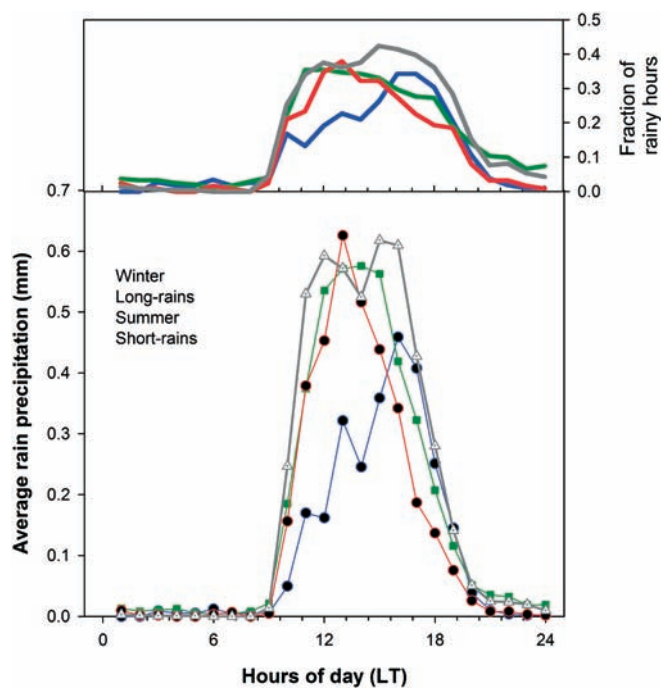 0.5
0.4
0.3
0.2
0.1
0.0
Fraction of
rainy hours
0.7
0.6
0.5
0.4
0.3
0.2
0.1
0.0
Average rain precipitation (mm)
Winter
Long-rains
Summer
Short-rains
0
6
12
18
24
Hours of day (LT)